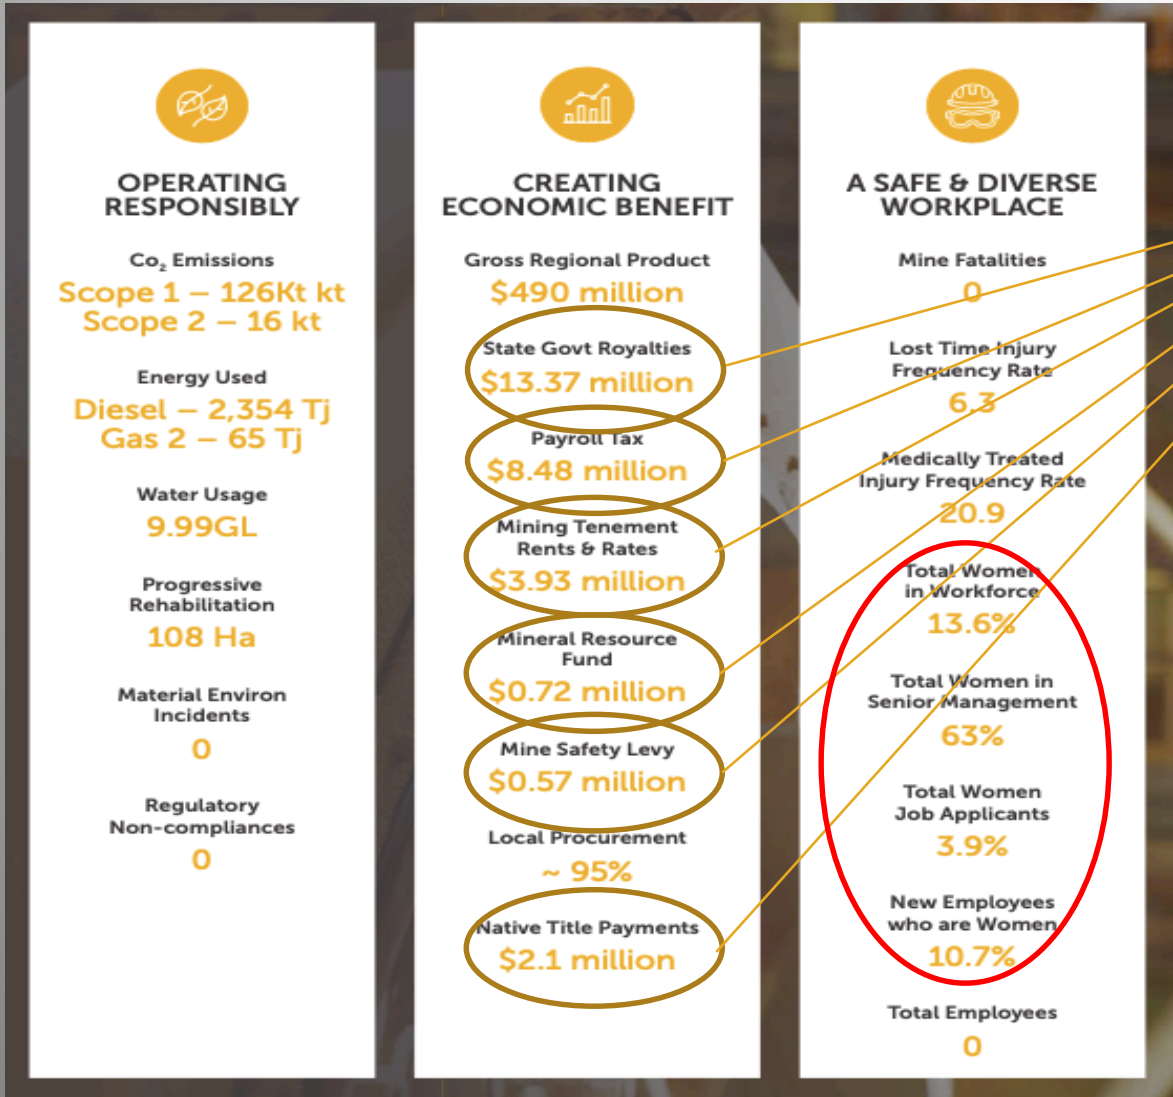 OPERATING
RESPONSIBLY
Co₂ Emissions
Scope 1 – 126Kt kt
Scope 2 – 16 kt
Energy Used
Diesel – 2,354 Tj
Gas 2 – 65 Tj
Water Usage
9.99GL
Progressive
Rehabilitation
108 Ha
Material Environ
Incidents
0
Regulatory
Non-compliances
0
CREATING
ECONOMIC BENEFIT
Gross Regional Product
$490 million
State Govt Royalties
$13.37 million
Payroll Tax
$8.48 million
Mining Tenement
Rents & Rates
$3.93 million
Mineral Resource
Fund
$0.72 million
Mine Safety Levy
$0.57 million
Local Procurement
~ 95%
Native Title Payments
$2.1 million
A SAFE & DIVERSE
WORKPLACE
Mine Fatalities
0
Lost Time Injury
Frequency Rate
6.3
Medically Treated
Injury Frequency Rate
20.9
Total Women
in Workforce
13.6%
Total Women in
Senior Management
63%
Total Women
Job Applicants
3.9%
New Employees
who are Women
10.7%
Total Employees
0